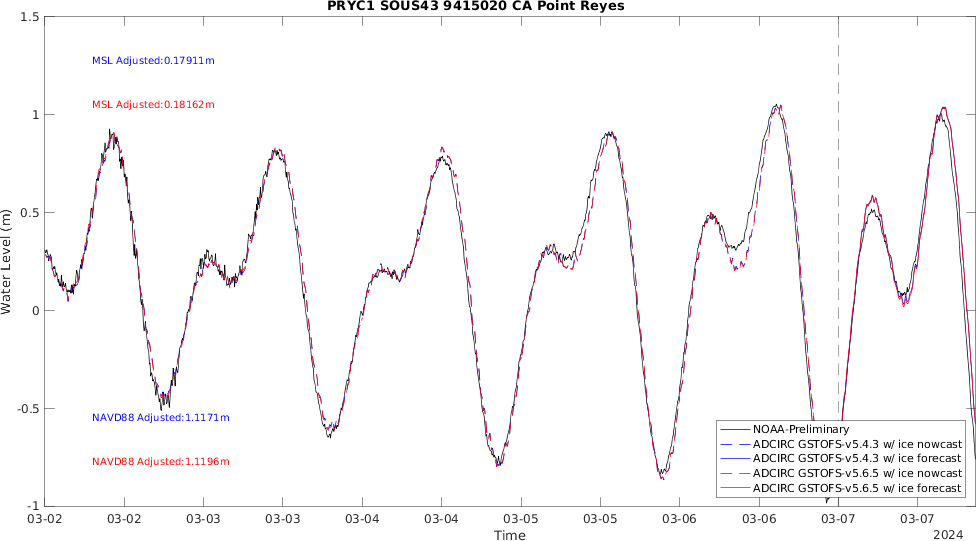 PRYC1 SOUS43 9415020 CA Point Reyes
1.5
MSL Adjusted:0.17911m
MSL Adjusted:0.18162m
1
0.5
Water Level (m)
0
-0.5
NAVD88 Adjusted:1.1171m
NAVD88 Adjusted:1.1196m
NOAA-Preliminary
ADCIRC GSTOFS-v5.4.3 w/ ice nowcast
ADCIRC GSTOFS-v5.4.3 w/ ice forecast
ADCIRC GSTOFS-v5.6.5 w/ ice nowcast
ADCIRC GSTOFS-v5.6.5 w/ ice forecast
-1
03-02 03-02 03-03 03-03 03-04 03-04 03-05 03-05 03-06 03-06 03-07 03-07
Time
2024